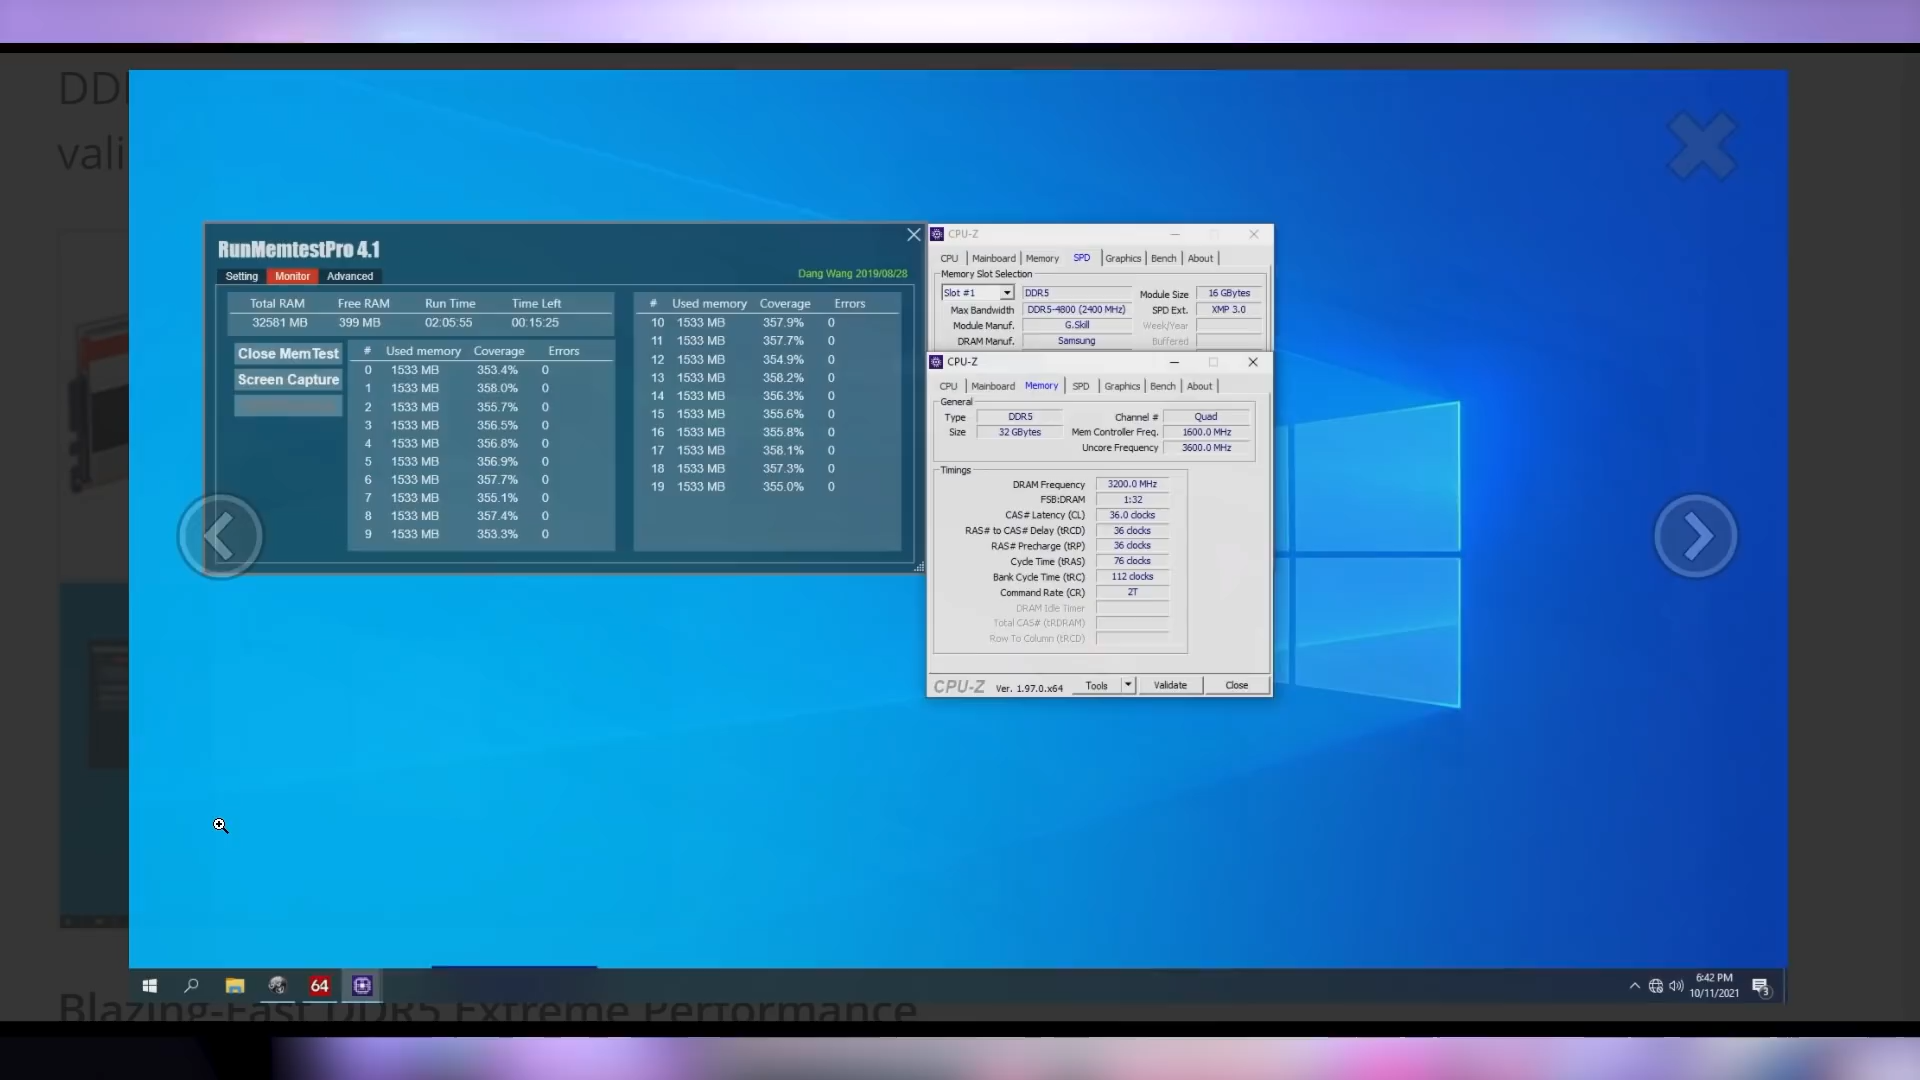 DD
vali
RunMemtestPro 4.1
Setting Monitor Advanced
Dang Wang 2019/08/28
Total RAM Free RAM Run Time Time Left
32581 MB 399 MB 02:05:55 00:15:25
Close MemTest
Screen Capture
# Used memory Coverage Errors
0 1533 MB 353.4% 0
1 1533 MB 358.0% 0
2 1533 MB 355.7% 0
3 1533 MB 356.5% 0
4 1533 MB 356.8% 0
5 1533 MB 356.9% 0
6 1533 MB 357.7% 0
7 1533 MB 355.1% 0
8 1533 MB 357.4% 0
9 1533 MB 353.3% 0
# Used memory Coverage Errors
10 1533 MB 357.9% 0
11 1533 MB 357.7% 0
12 1533 MB 354.9% 0
13 1533 MB 358.2% 0
14 1533 MB 356.3% 0
15 1533 MB 355.6% 0
16 1533 MB 355.8% 0
17 1533 MB 358.1% 0
18 1533 MB 357.3% 0
19 1533 MB 355.0% 0
CPU-Z
CPU Mainboard Memory SPD Graphics Bench About
Memory Slot Selection
Slot #1 DDR5 Module Size 16 GBytes
Max Bandwidth DDR5-4800 (2400 MHz) SPD Ext. XMP 3.0
Module Manuf. G.Skill Week/Year
DRAM Manuf. Samsung Buffered
CPU-Z
CPU Mainboard Memory SPD Graphics Bench About
General
Type DDR5 Channel # Quad
Size 32 GBytes Mem Controller Freq. 1600.0 MHz
Uncore Frequency 3600.0 MHz
Timings
DRAM Frequency 3200.0 MHz
FSB:DRAM 1:32
CAS# Latency (CL) 36.0 clocks
RAS# to CAS# Delay (tRCD) 36 clocks
RAS# Precharge (tRP) 36 clocks
Cycle Time (tRAS) 76 clocks
Bank Cycle Time (tRC) 112 clocks
Command Rate (CR) 2T
DRAM Idle Timer
Total CAS# (tRDRAM)
Row To Column (tRCD)
CPU-Z Ver. 1.97.0.x64 Tools Validate Close
64
6:42 PM
10/11/2021
3
Blazing-Fast DDR5 Extreme Performance